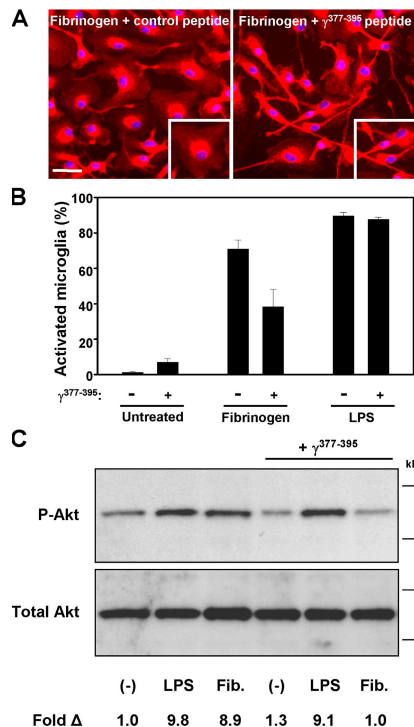 A
Fibrinogen + control peptide Fibrinogen + γ377-395 peptide
B
Activated microglia (%)
100
80
60
40
20
0
γ377-395: - + - + - +
Untreated Fibrinogen LPS
C
+ γ377-395
P-Akt
Total Akt
(-) LPS Fib. (-) LPS Fib.
Fold Δ 1.0 9.8 8.9 1.3 9.1 1.0